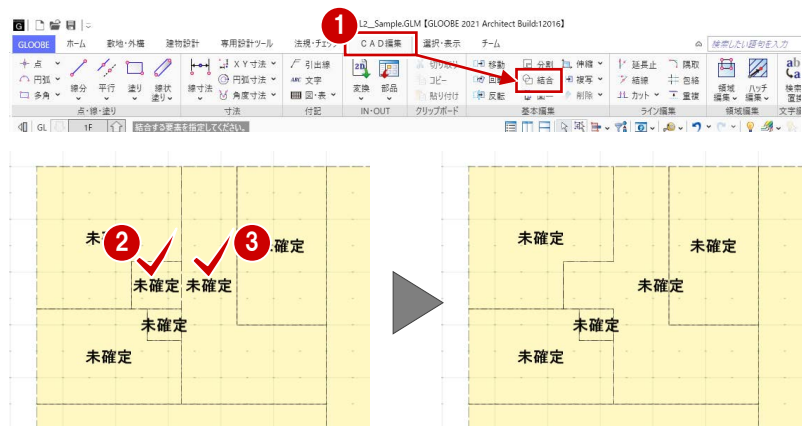 L2__Sample.GLM 【GLOOBE 2021 Architect Build:12016】
1
GLOOBE ホーム 敷地・外構 建物設計 専用設計ツール 法規・チェック CAD編集 選択・表示 チーム 検索したい語句を入力
点 線分 平行 塗り 線状塗り 線寸法 XY寸法 引出線 変換 部品 切り取り 移動 分割 伸縮 延長止 隅取 領域編集 ハッチ編集 検索置換
円弧 円弧寸法 ABC 文字 コピー 回転 結合 複写 結線 包絡
多角 角度寸法 図・表 貼り付け 反転 削除 カット 重複
点・線・塗り 寸法 付記 IN・OUT クリップボード 基本編集 ライン編集 領域編集
GL 1F 結合する要素を指定してください。
2 3
未確定
未確定 未確定
未確定
未確定
未確定 未確定
未確定
未確定
未確定